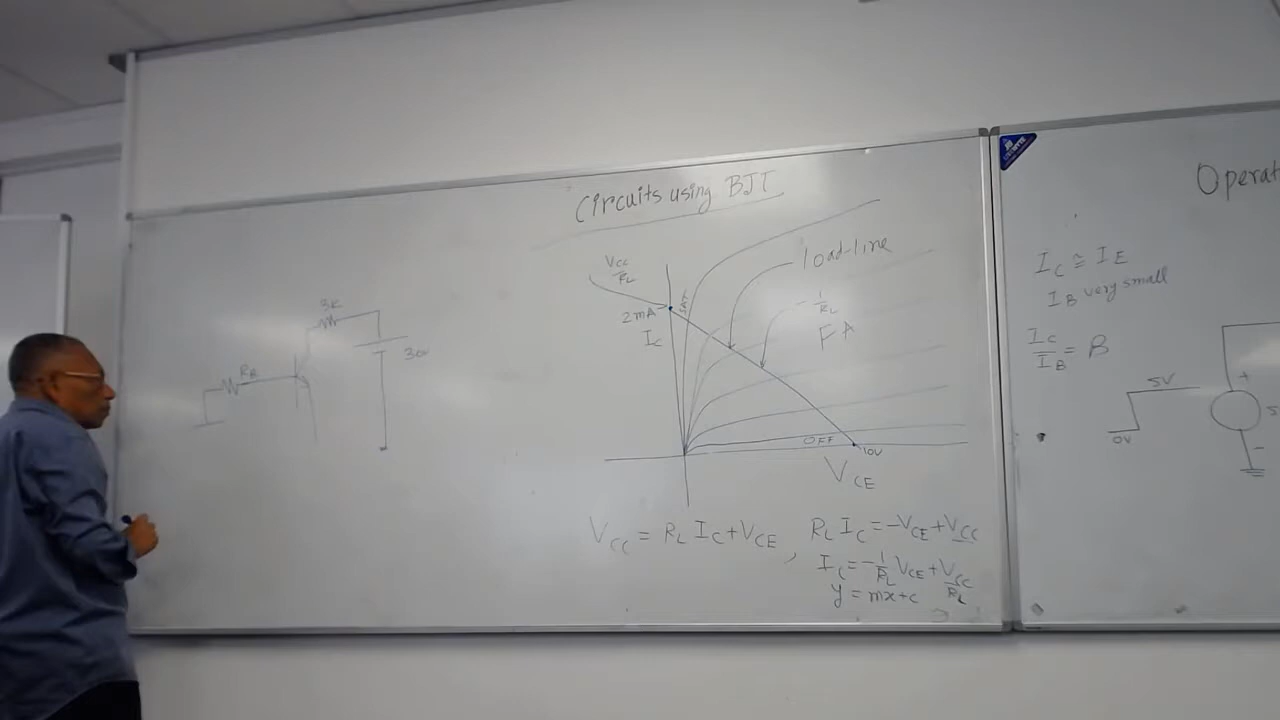 Circuits using BJT
VCC
RL
load-line
2mA
SAT
-1/RL
IC
FA
OFF
10V
VCE
3K
RB
30V
VCC = RL IC + VCE , RL IC = -VCE + VCC
IC = -1/RL VCE + VCC/RL
y = mx + c
Operat
IC ≅ IE
IB very small
IC/IB = B
5V
0V
+
5
-